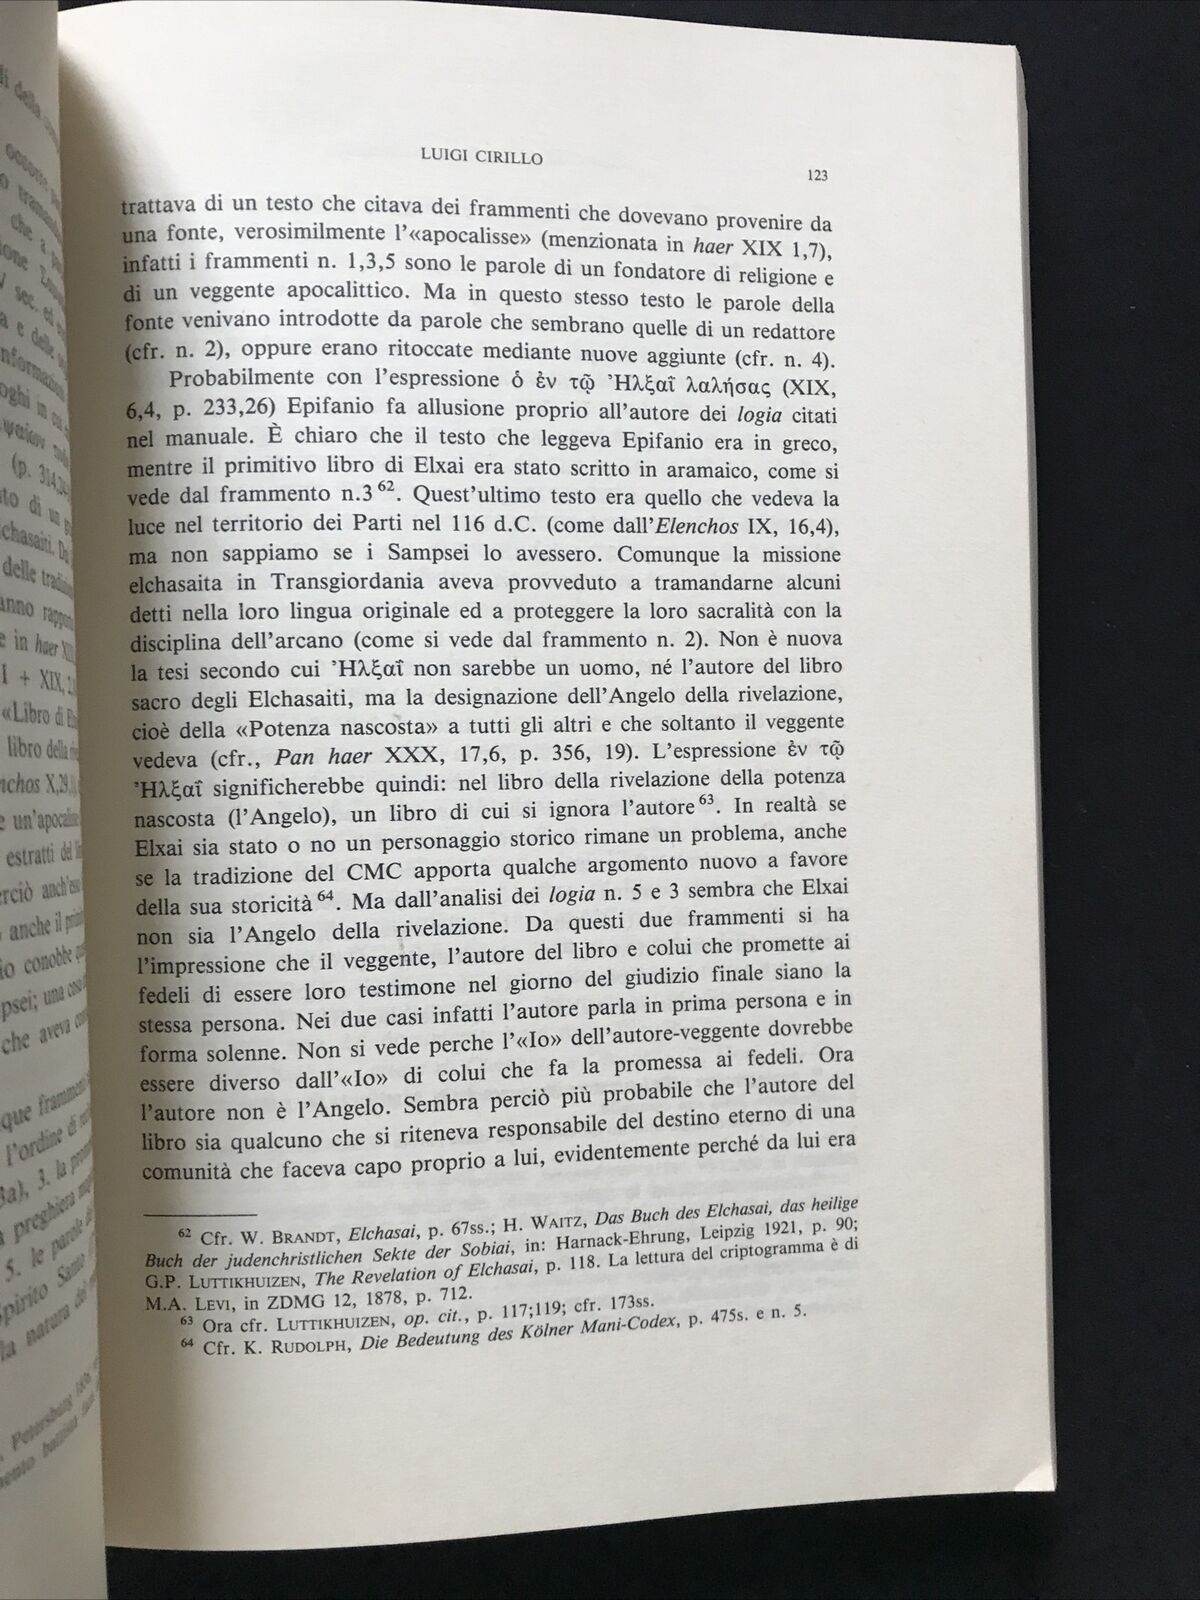 LUIGI CIRILLO
123
trattava di un testo che citava dei frammenti che dovevano provenire da
una fonte, verosimilmente l'«apocalisse» (menzionata in haer XIX 1,7),
infatti i frammenti n. 1,3,5 sono le parole di un fondatore di religione e
di un veggente apocalittico. Ma in questo stesso testo le parole della
fonte venivano introdotte da parole che sembrano quelle di un redattore
(cfr. n. 2), oppure erano ritoccate mediante nuove aggiunte (cfr. n. 4).
Probabilmente con l'espressione ὁ ἐν τῷ Ἠλξαῒ λαλήσας (XIX,
6,4, p. 233,26) Epifanio fa allusione proprio all'autore dei logia citati
nel manuale. È chiaro che il testo che leggeva Epifanio era in greco,
mentre il primitivo libro di Elxai era stato scritto in aramaico, come si
vede dal frammento n.3 62. Quest'ultimo testo era quello che vedeva la
luce nel territorio dei Parti nel 116 d.C. (come dall'Elenchos IX, 16,4),
ma non sappiamo se i Sampsei lo avessero. Comunque la missione
elchasaita in Transgiordania aveva provveduto a tramandarne alcuni
detti nella loro lingua originale ed a proteggere la loro sacralità con la
disciplina dell'arcano (come si vede dal frammento n. 2). Non è nuova
la tesi secondo cui Ἠλξαῒ non sarebbe un uomo, né l'autore del libro
sacro degli Elchasaiti, ma la designazione dell'Angelo della rivelazione,
cioè della «Potenza nascosta» a tutti gli altri e che soltanto il veggente
vedeva (cfr., Pan haer XXX, 17,6, p. 356, 19). L'espressione ἐν τῷ
Ἠλξαῒ significherebbe quindi: nel libro della rivelazione della potenza
nascosta (l'Angelo), un libro di cui si ignora l'autore 63. In realtà se
Elxai sia stato o no un personaggio storico rimane un problema, anche
se la tradizione del CMC apporta qualche argomento nuovo a favore
della sua storicità 64. Ma dall'analisi dei logia n. 5 e 3 sembra che Elxai
non sia l'Angelo della rivelazione. Da questi due frammenti si ha
l'impressione che il veggente, l'autore del libro e colui che promette ai
fedeli di essere loro testimone nel giorno del giudizio finale siano la
stessa persona. Nei due casi infatti l'autore parla in prima persona e in
forma solenne. Non si vede perche l'«Io» dell'autore-veggente dovrebbe
essere diverso dall'«Io» di colui che fa la promessa ai fedeli. Ora
l'autore non è l'Angelo. Sembra perciò più probabile che l'autore del
libro sia qualcuno che si riteneva responsabile del destino eterno di una
comunità che faceva capo proprio a lui, evidentemente perché da lui era
62 Cfr. W. BRANDT, Elchasai, p. 67ss.; H. WAITZ, Das Buch des Elchasai, das heilige
Buch der judenchristlichen Sekte der Sobiai, in: Harnack-Ehrung, Leipzig 1921, p. 90;
G.P. LUTTIKHUIZEN, The Revelation of Elchasai, p. 118. La lettura del criptogramma è di
M.A. LEVI, in ZDMG 12, 1878, p. 712.
63 Ora cfr. LUTTIKHUIZEN, op. cit., p. 117;119; cfr. 173ss.
64 Cfr. K. RUDOLPH, Die Bedeutung des Kölner Mani-Codex, p. 475s. e n. 5.